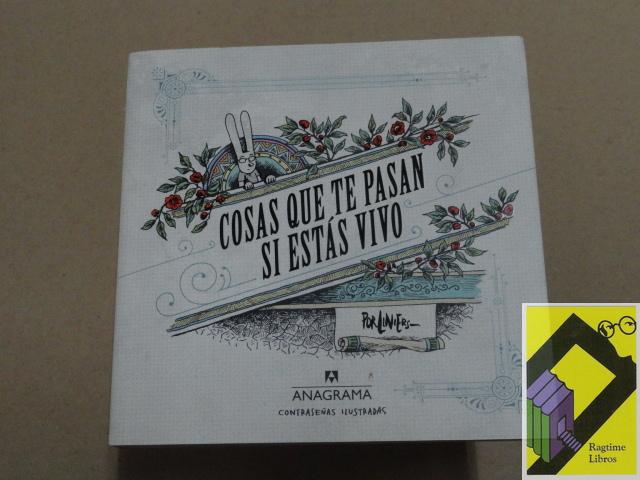 COSAS QUE TE PASAN
SI ESTÁS VIVO
POR LINIERS
ANAGRAMA
CONTRASEÑAS ILUSTRADAS
Ragtime
Libros